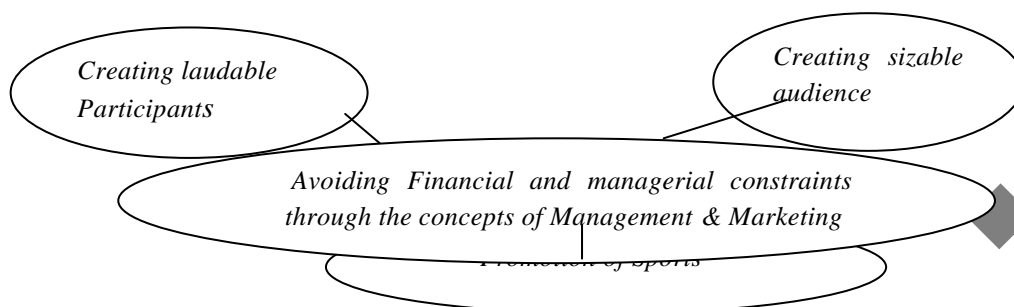 Creating laudable
Participants
Creating sizable
audience
Avoiding Financial and managerial constraints
through the concepts of Management & Marketing
Promotion of Sports